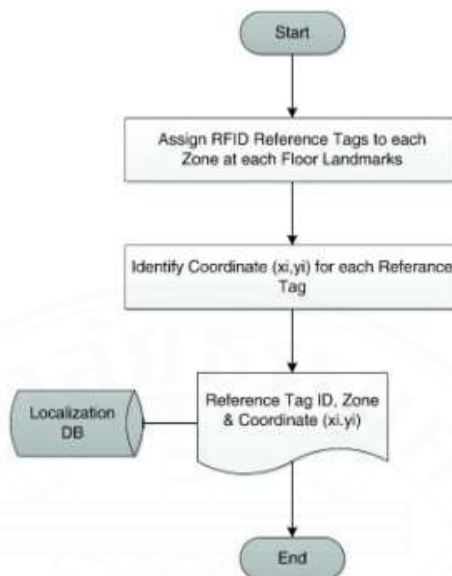 Start
Assign RFID Reference Tags to each
Zone at each Floor Landmarks
Identify Coordinate (xi,yi) for each Referance
Tag
Localization
DB
Reference Tag ID, Zone
& Coordinate (xi.yi)
End